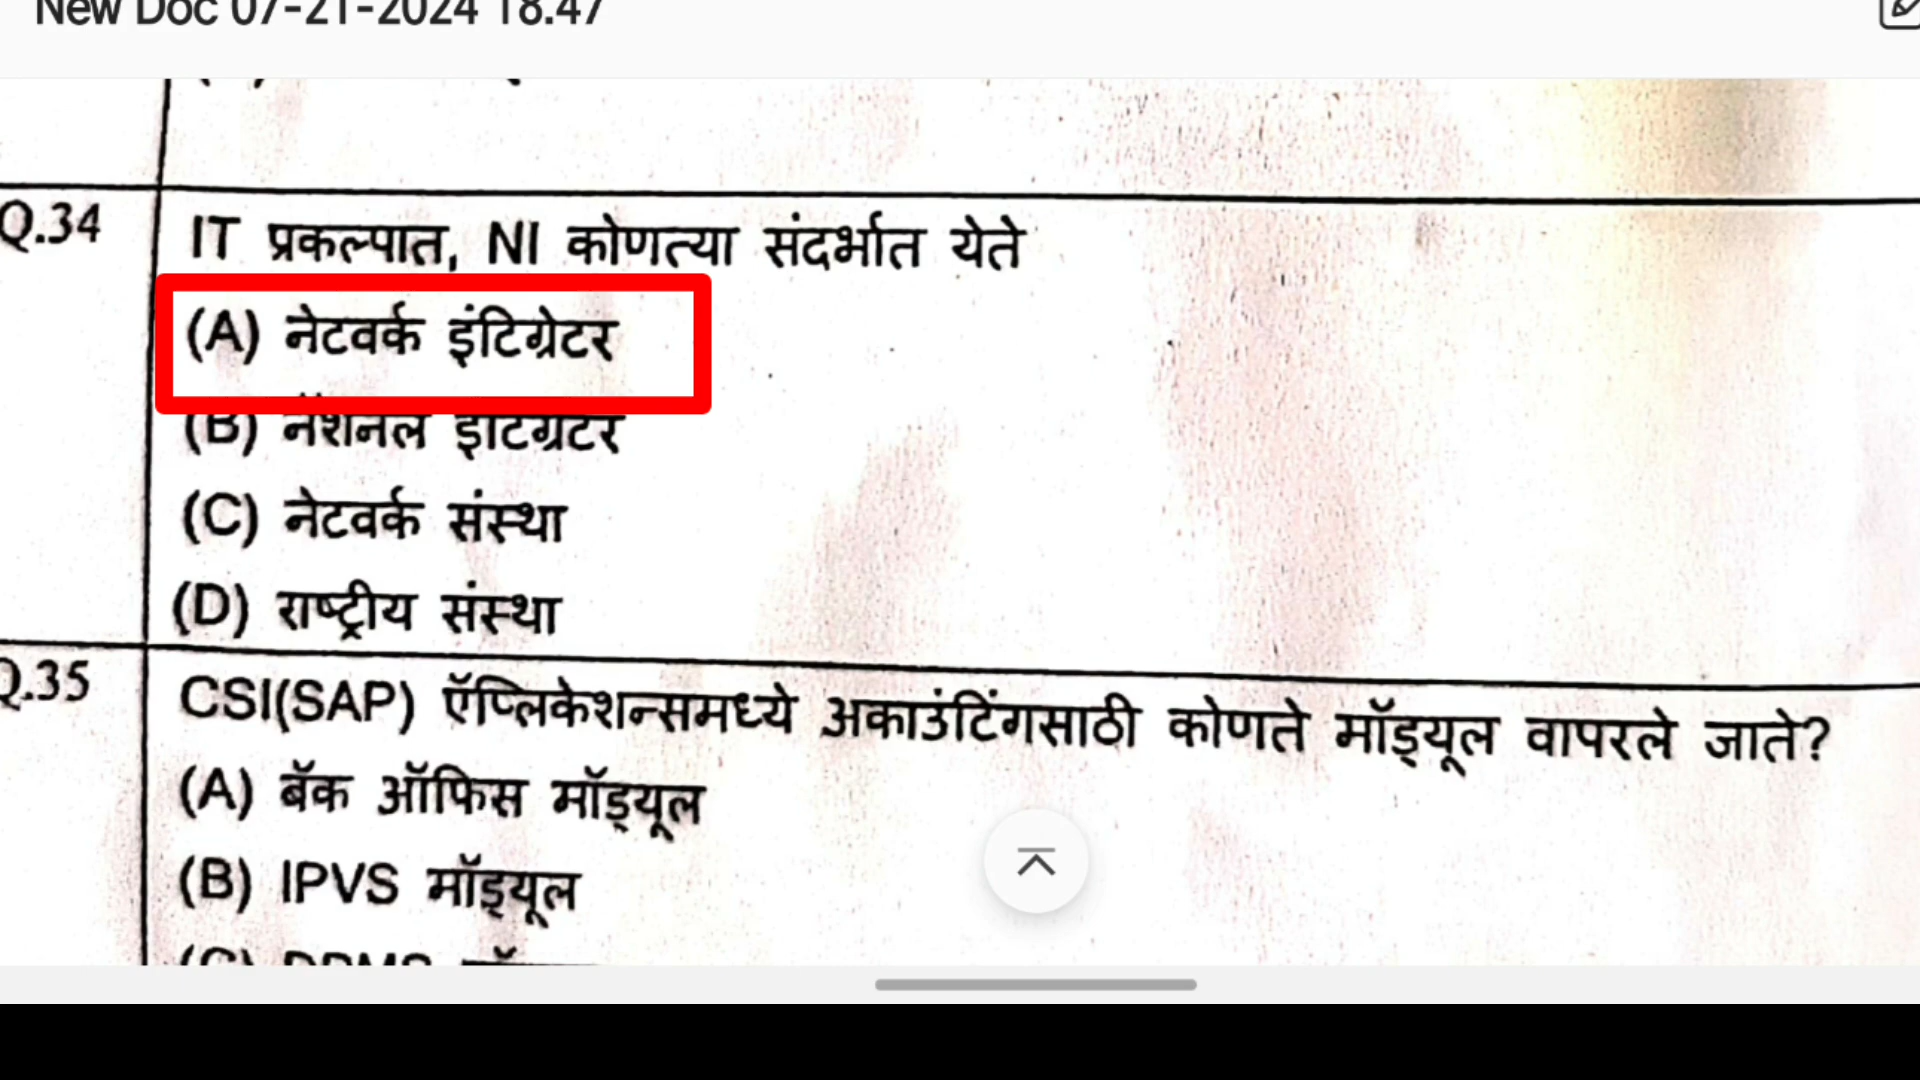 New Doc 07-21-2024 18.47
Q.34 IT प्रकल्पात, NI कोणत्या संदर्भात येते
(A) नेटवर्क इंटिग्रेटर
(B) नॅशनल इंटिग्रेटर
(C) नेटवर्क संस्था
(D) राष्ट्रीय संस्था
Q.35 CSI(SAP) ऍप्लिकेशन्समध्ये अकाउंटिंगसाठी कोणते मॉड्यूल वापरले जाते?
(A) बॅक ऑफिस मॉड्यूल
(B) IPVS मॉड्यूल